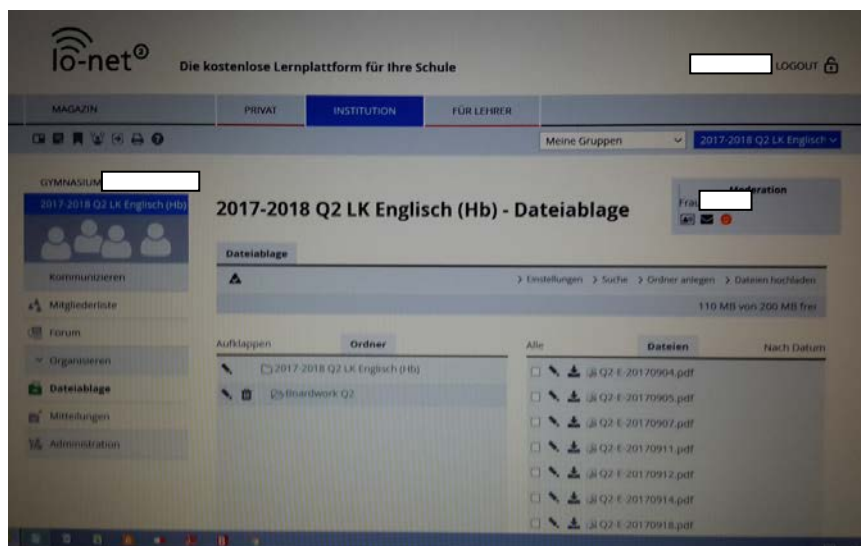 lo-net²
Die kostenlose Lernplattform für Ihre Schule
LOGOUT
MAGAZIN PRIVAT INSTITUTION FÜR LEHRER
Meine Gruppen 2017-2018 Q2 LK Englisch
GYMNASIUM
2017-2018 Q2 LK Englisch (Hb)
Moderation
Frau
2017-2018 Q2 LK Englisch (Hb) - Dateiablage
Dateiablage
Kommunizieren
> Einstellungen > Suche > Ordner anlegen > Dateien hochladen
Mitgliederliste
110 MB von 200 MB frei
Forum
Aufklappen Ordner Alle Dateien Nach Datum
Organisieren
2017-2018 Q2 LK Englisch (Hb)
Q2-E-20170904.pdf
Dateiablage
Boardwork Q2
Q2-E-20170905.pdf
Mitteilungen
Q2-E-20170907.pdf
Administration
Q2-E-20170911.pdf
Q2-E-20170912.pdf
Q2-E-20170914.pdf
Q2-E-20170918.pdf